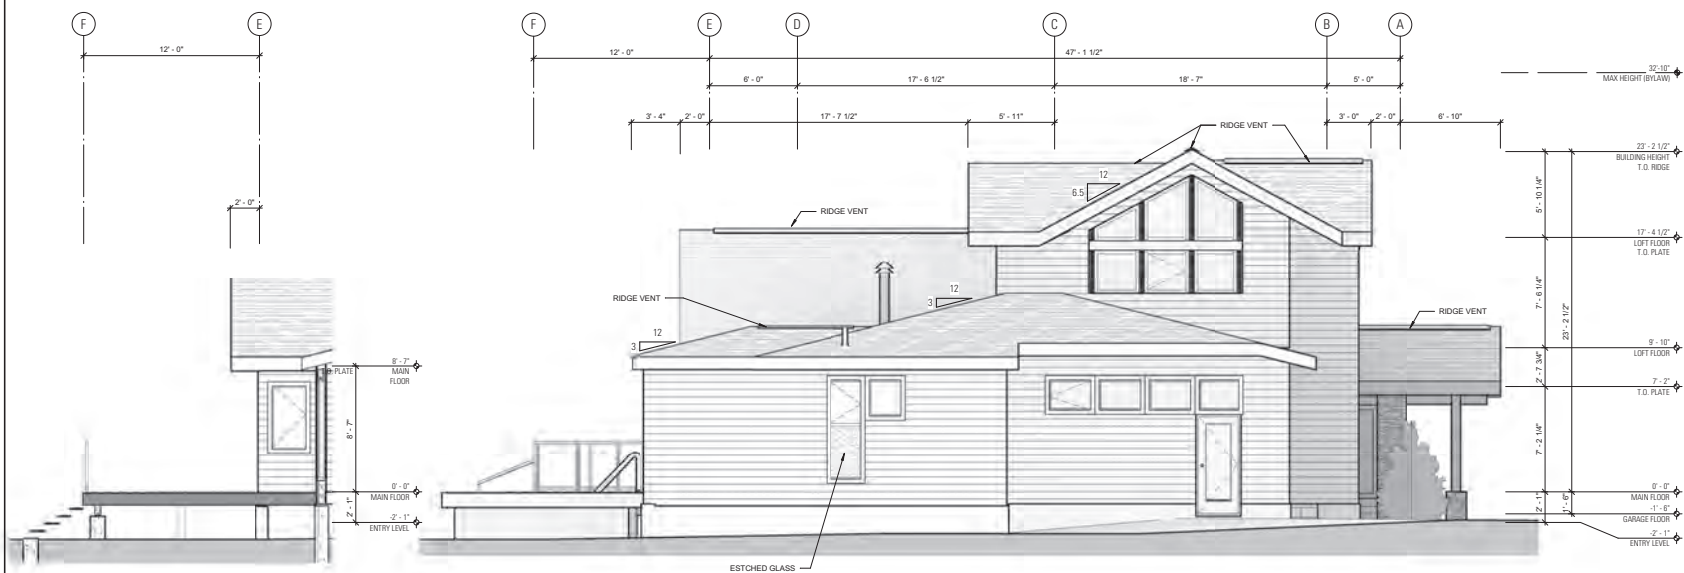 F
E
F
E
D
C
B
A
12' - 0"
12' - 0"
47' - 1 1/2"
6' - 0"
17' - 6 1/2"
18' - 7"
5' - 0"
32'-10"
MAX HEIGHT (BYLAW)
3' - 4"
2' - 0"
17' - 7 1/2"
5' - 11"
3' - 0"
2' - 0"
6' - 10"
RIDGE VENT
23' - 2 1/2"
BUILDING HEIGHT
T.O. RIDGE
12
6.5
2' - 0"
RIDGE VENT
5' - 10 1/4"
17' - 4 1/2"
LOFT FLOOR
T.O. PLATE
12
3
RIDGE VENT
7' - 6 1/4"
23' - 2 1/2"
RIDGE VENT
12
3
9' - 10"
LOFT FLOOR
8' - 7"
T.O. PLATE
MAIN
FLOOR
2' - 7 3/4"
7' - 2"
T.O. PLATE
8' - 7"
7' - 2 1/4"
0' - 0"
MAIN FLOOR
0' - 0"
MAIN FLOOR
2' - 1"
-2' - 1"
ENTRY LEVEL
2' - 1"
1' - 6"
-1' - 6"
GARAGE FLOOR
-2' - 1"
ENTRY LEVEL
ESTCHED GLASS